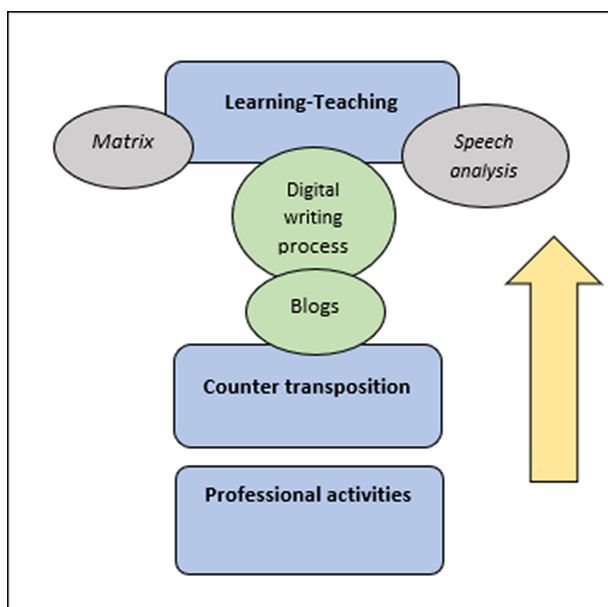 Learning-Teaching
Matrix
Speech
analysis
Digital
writing
process
Blogs
Counter transposition
Professional activities